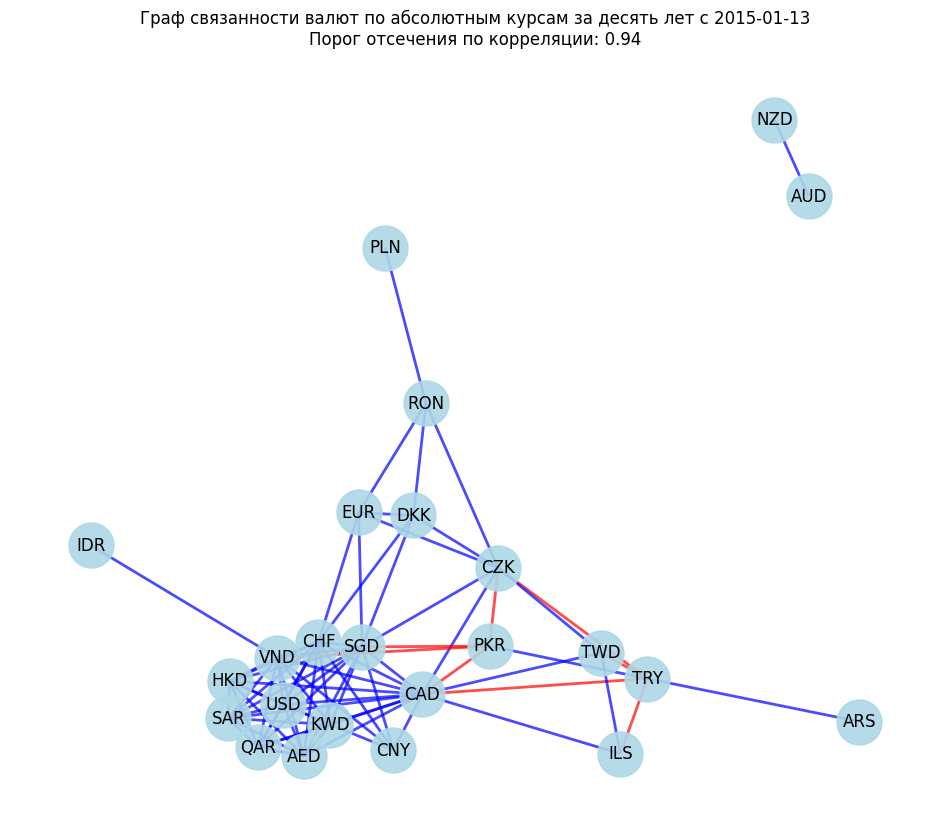 Граф связанности валют по абсолютным курсам за десять лет с 2015-01-13
Порог отсечения по корреляции: 0.94
NZD
AUD
PLN
RON
EUR
DKK
IDR
CZK
CHF
SGD
PKR
VND
TWD
HKD
TRY
USD
CAD
SAR
KWD
ARS
QAR
AED
CNY
ILS